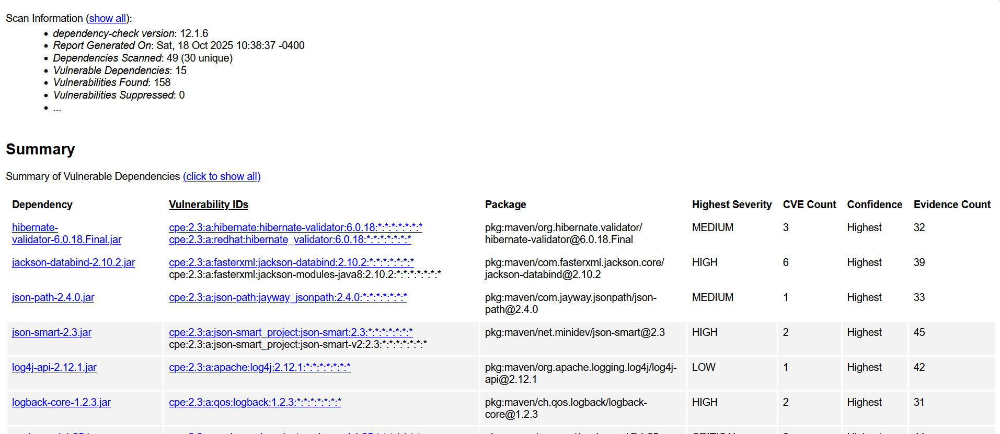 Scan Information (show all):
• dependency-check version: 12.1.6
• Report Generated On: Sat, 18 Oct 2025 10:38:37 -0400
• Dependencies Scanned: 49 (30 unique)
• Vulnerable Dependencies: 15
• Vulnerabilities Found: 158
• Vulnerabilities Suppressed: 0
• ...
Summary
Summary of Vulnerable Dependencies (click to show all)
Dependency Vulnerability IDs Package Highest Severity CVE Count Confidence Evidence Count
hibernate- cpe:2.3:a:hibernate:hibernate-validator:6.0.18:*:*:*:*:*:*:* pkg:maven/org.hibernate.validator/ MEDIUM 3 Highest 32
validator-6.0.18.Final.jar cpe:2.3:a:redhat:hibernate_validator:6.0.18:*:*:*:*:*:*:* hibernate-validator@6.0.18.Final
jackson-databind-2.10.2.jar cpe:2.3:a:fasterxml:jackson-databind:2.10.2:*:*:*:*:*:*:* pkg:maven/com.fasterxml.jackson.core/ HIGH 6 Highest 39
cpe:2.3:a:fasterxml:jackson-modules-java8:2.10.2:*:*:*:*:*:*:* jackson-databind@2.10.2
json-path-2.4.0.jar cpe:2.3:a:json-path:jayway_jsonpath:2.4.0:*:*:*:*:*:*:* pkg:maven/com.jayway.jsonpath/json- MEDIUM 1 Highest 33
path@2.4.0
json-smart-2.3.jar cpe:2.3:a:json-smart_project:json-smart:2.3:*:*:*:*:*:*:* pkg:maven/net.minidev/json-smart@2.3 HIGH 2 Highest 45
cpe:2.3:a:json-smart_project:json-smart-v2:2.3:*:*:*:*:*:*:*
log4j-api-2.12.1.jar cpe:2.3:a:apache:log4j:2.12.1:*:*:*:*:*:*:* pkg:maven/org.apache.logging.log4j/log4j- LOW 1 Highest 42
api@2.12.1
logback-core-1.2.3.jar cpe:2.3:a:qos:logback:1.2.3:*:*:*:*:*:*:* pkg:maven/ch.qos.logback/logback- HIGH 2 Highest 31
core@1.2.3